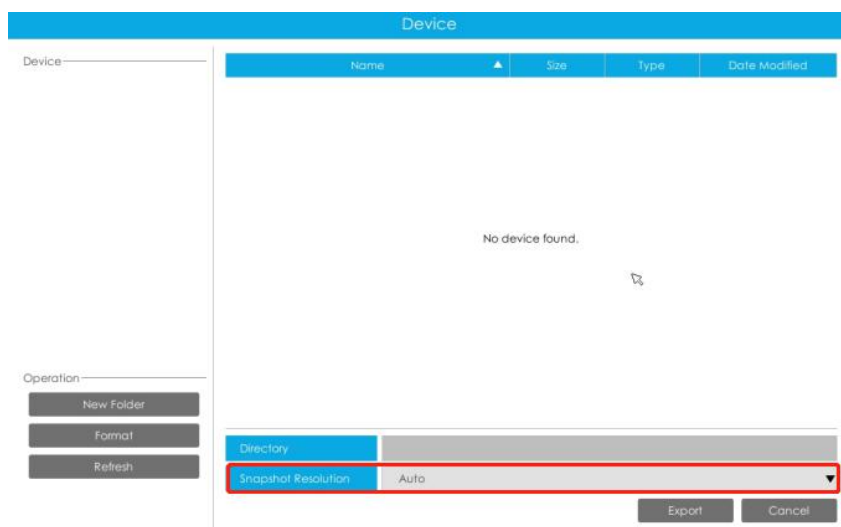 Device
Device
Name Size Type Date Modified
No device found.
Operation
New Folder
Format
Refresh
Directory
Snapshot Resolution Auto
Export Cancel